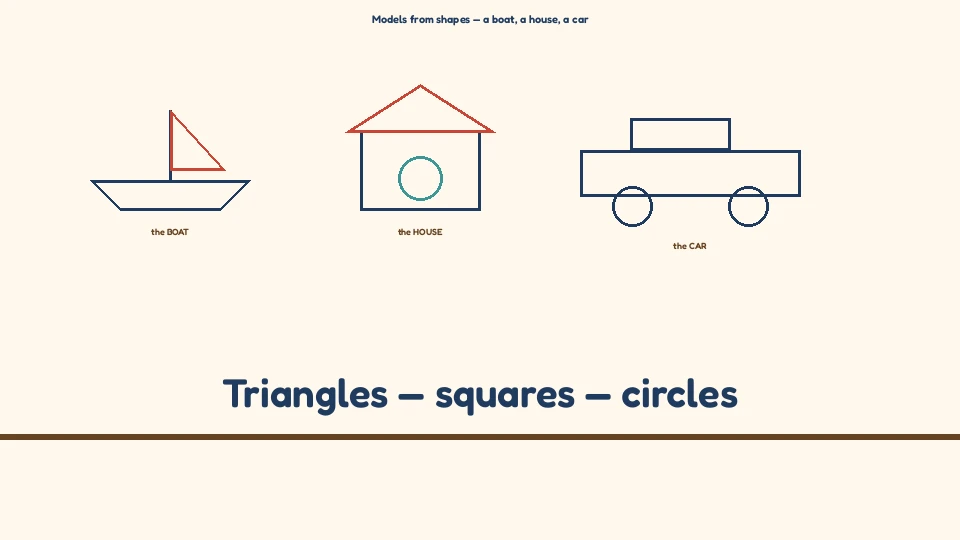 Models from shapes — a boat, a house, a car
the BOAT
the HOUSE
the CAR
Triangles — squares — circles